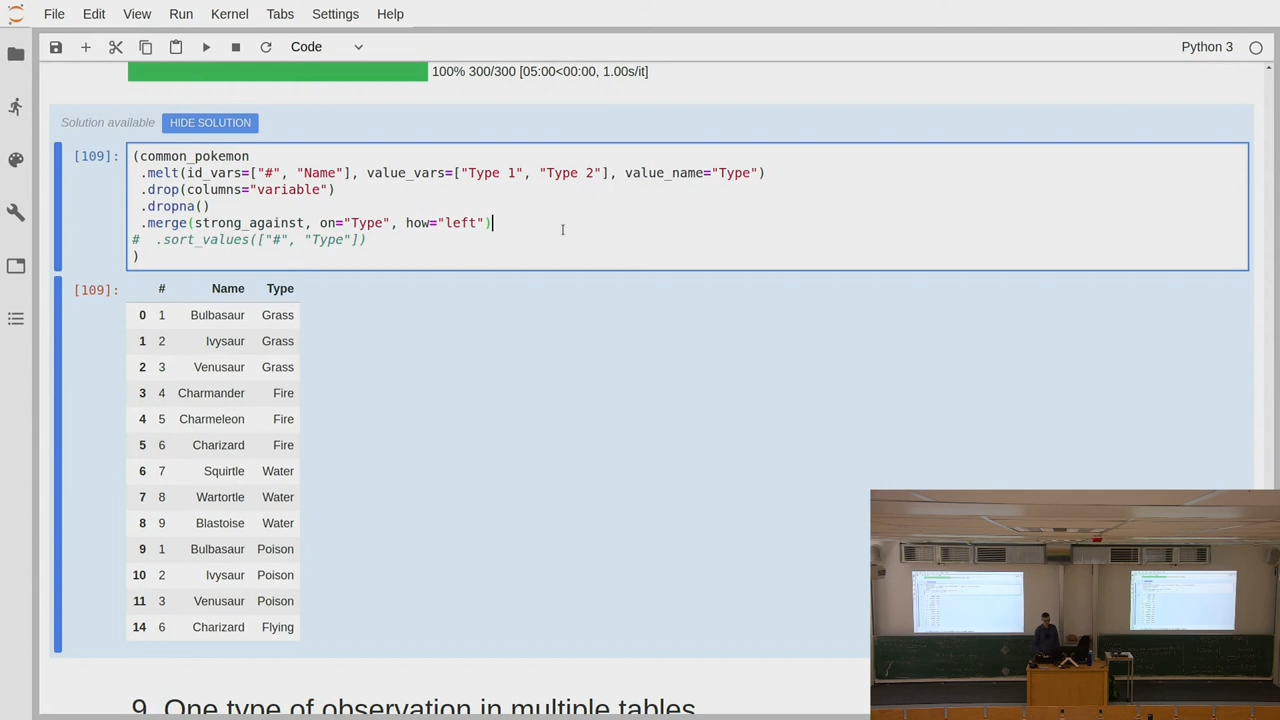 File Edit View Run Kernel Tabs Settings Help
Code Python 3
100% 300/300 [05:00<00:00, 1.00s/it]
Solution available HIDE SOLUTION
[109]: (common_pokemon
.melt(id_vars=["#", "Name"], value_vars=["Type 1", "Type 2"], value_name="Type")
.drop(columns="variable")
.dropna()
.merge(strong_against, on="Type", how="left")
# .sort_values(["#", "Type"])
)
[109]: # Name Type
0 1 Bulbasaur Grass
1 2 Ivysaur Grass
2 3 Venusaur Grass
3 4 Charmander Fire
4 5 Charmeleon Fire
5 6 Charizard Fire
6 7 Squirtle Water
7 8 Wartortle Water
8 9 Blastoise Water
9 1 Bulbasaur Poison
10 2 Ivysaur Poison
11 3 Venusaur Poison
14 6 Charizard Flying
9. One type of observation in multiple tables